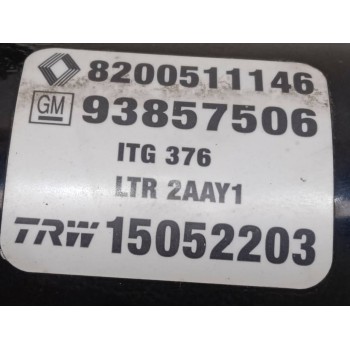 8200511146
GM 93857506
ITG 376
LTR 2AAY1
TRW 15052203